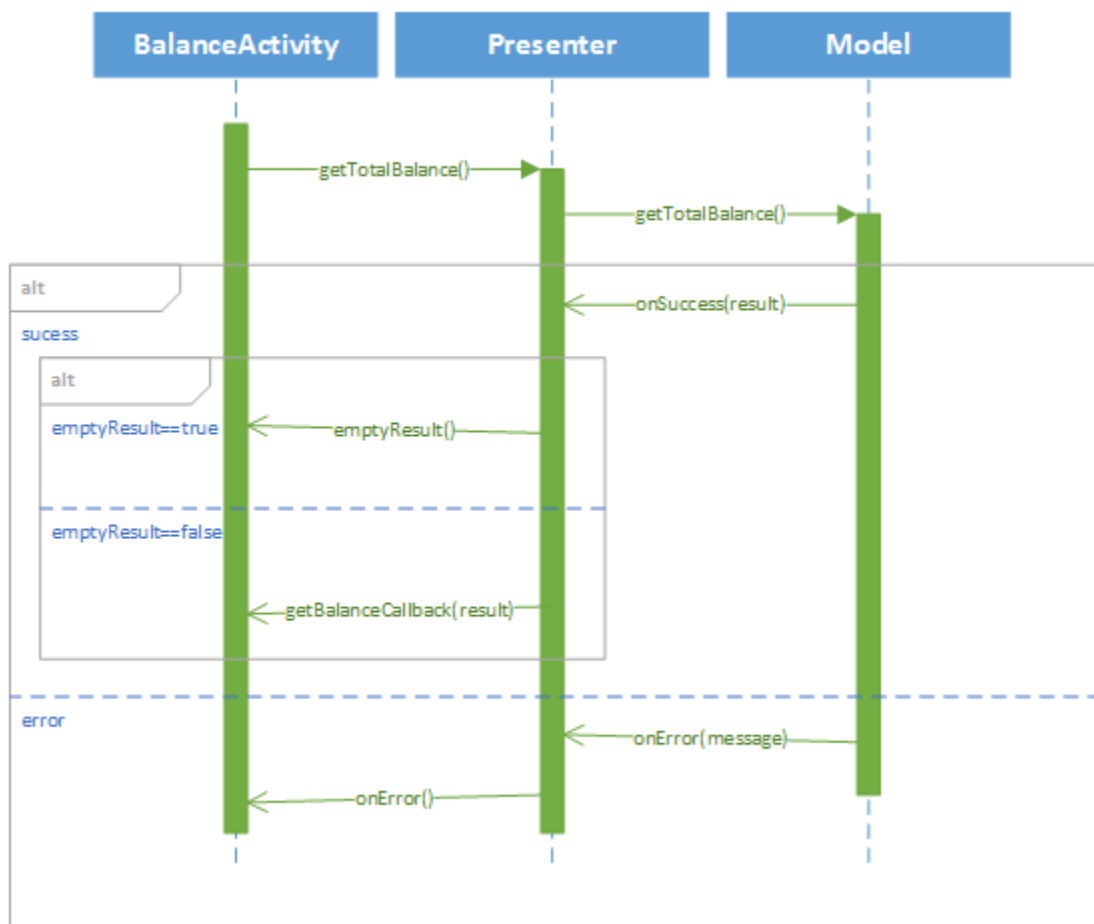 BalanceActivity
Presenter
Model
getTotalBalance()
getTotalBalance()
alt
onSuccess(result)
sucess
alt
emptyResult==true
emptyResult()
emptyResult==false
getBalanceCallback(result)
error
onError(message)
onError()